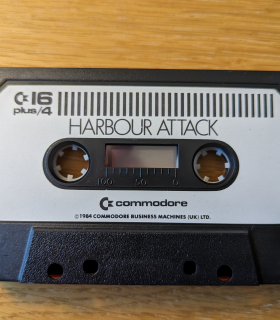 C16
plus/4
HARBOUR ATTACK
100 50 0
commodore
©1984 COMMODORE BUSINESS MACHINES (UK) LTD.